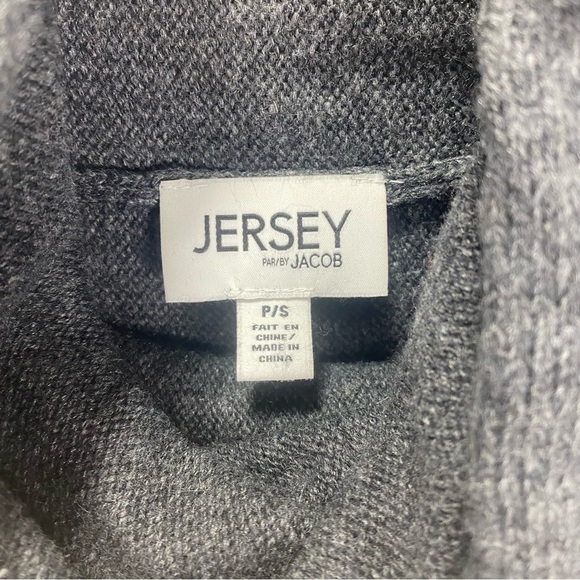 JERSEY
PAR/BY JACOB
P/S
FAIT EN
CHINE/
MADE IN
CHINA